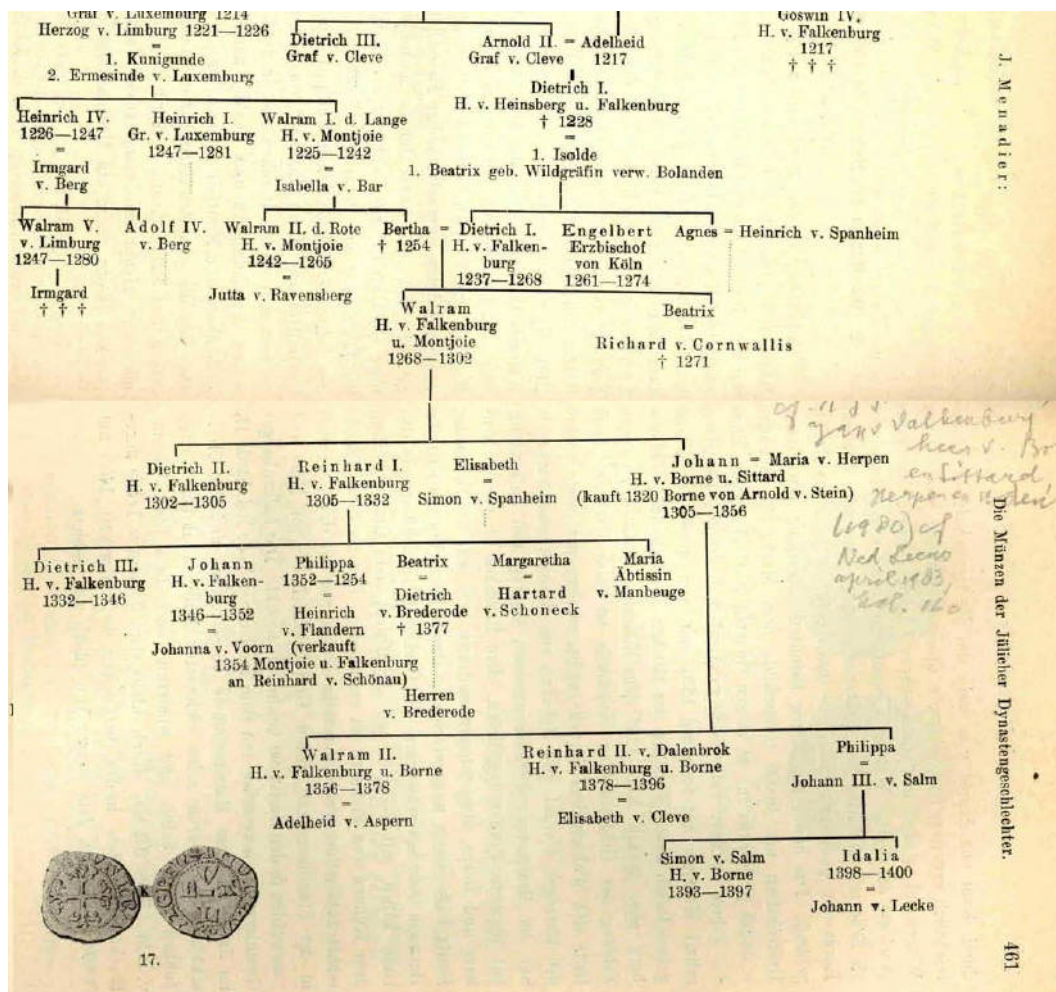 Graf v. Luxemburg 1214
Herzog v. Limburg 1221—1226
=
1. Kunigunde
2. Ermesinde v. Luxemburg
Dietrich III.
Graf v. Cleve
Arnold II. = Adelheid
Graf v. Cleve 1217
Goswin IV.
H. v. Falkenburg
1217
† † †
Dietrich I.
H. v. Heinsberg u. Falkenburg
† 1228
=
1. Isolde
1. Beatrix geb. Wildgräfin verw. Bolanden
Heinrich IV.
1226—1247
=
Irmgard
v. Berg
Heinrich I.
Gr. v. Luxemburg
1247—1281
Walram I. d. Lange
H. v. Montjoie
1225—1242
=
Isabella v. Bar
Walram V.
v. Limburg
1247—1280
Irmgard
† † †
Adolf IV.
v. Berg
Walram II. d. Rote
H. v. Montjoie
1242—1265
=
Jutta v. Ravensberg
Bertha = Dietrich I.
† 1254
H. v. Falken-
burg
1237—1268
Engelbert
Erzbischof
von Köln
1261—1274
Agnes = Heinrich v. Spanheim
Walram
H. v. Falkenburg
u. Montjoie
1268—1302
Beatrix
=
Richard v. Cornwallis
† 1271
Dietrich II.
H. v. Falkenburg
1302—1305
Reinhard I.
H. v. Falkenburg
1305—1332
Elisabeth
=
Simon v. Spanheim
Johann = Maria v. Herpen
H. v. Borne u. Sittard
(kauft 1320 Borne von Arnold v. Stein)
1305—1356
Dietrich III.
H. v. Falkenburg
1332—1346
Johann
H. v. Falken-
burg
1346—1352
=
Johanna v. Voorn
Philippa
1352—1254
=
Heinrich
v. Flandern
(verkauft
1354 Montjoie u. Falkenburg
an Reinhard v. Schönau)
Beatrix
=
Dietrich
v. Brederode
† 1377
Herren
v. Brederode
Margaretha
=
Hartard
v. Schoneck
Maria
Äbtissin
v. Manbeuge
Walram II.
H. v. Falkenburg u. Borne
1356—1378
=
Adelheid v. Aspern
Reinhard II. v. Dalenbrok
H. v. Falkenburg u. Borne
1378—1396
=
Elisabeth v. Cleve
Philippa
=
Johann III. v. Salm
Simon v. Salm
H. v. Borne
1393—1397
Idalia
1398—1400
=
Johann v. Lecke
K
17.
J. Menadier:
Die Münzen der Jülicher Dynastengeschlechter.
461
Valkenburg
heer v.
en Sittard,
(1980) cf
april 1983,